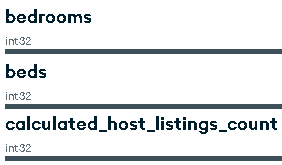 bedrooms
int32
beds
int32
calculated_host_listings_count
int32